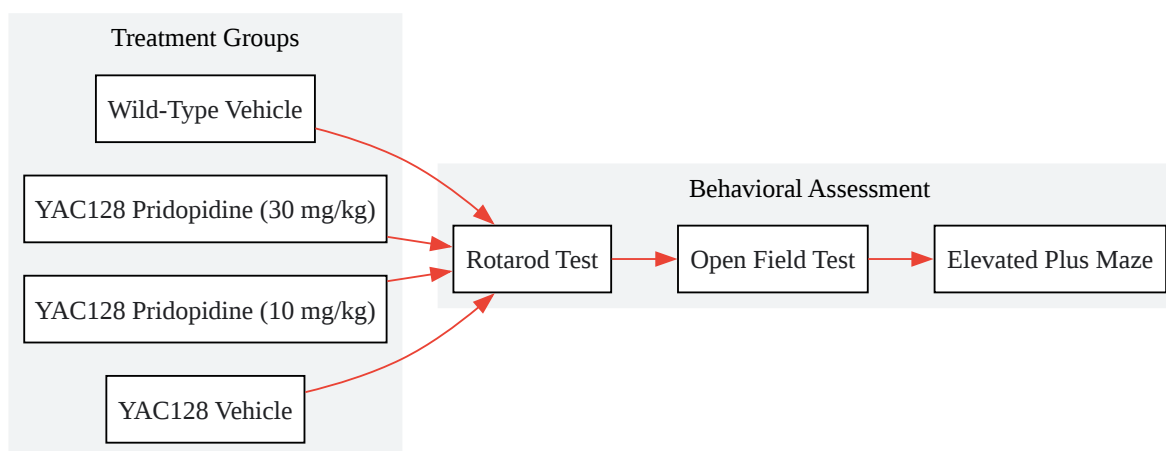 Treatment Groups
Wild-Type Vehicle
YAC128 Pridopidine (30 mg/kg)
YAC128 Pridopidine (10 mg/kg)
YAC128 Vehicle
Behavioral Assessment
Rotarod Test
Open Field Test
Elevated Plus Maze